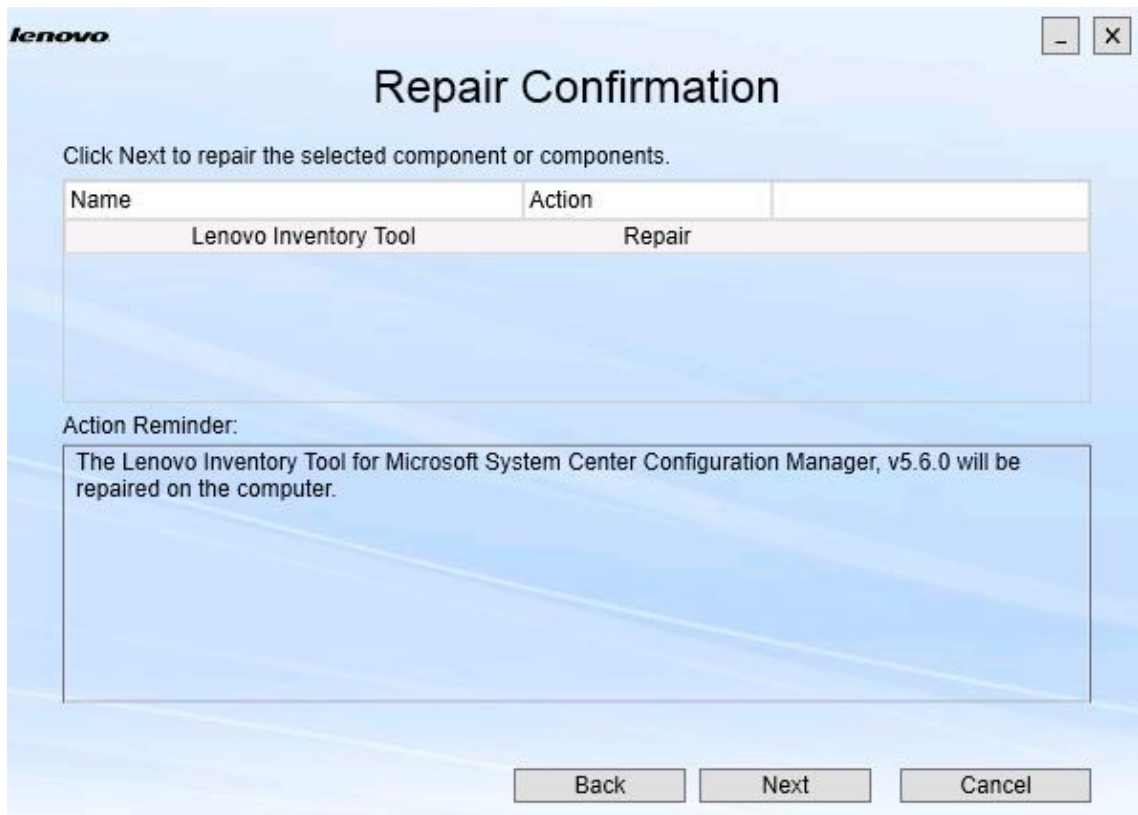 lenovo
Repair Confirmation
Click Next to repair the selected component or components.
Name Action
Lenovo Inventory Tool Repair
Action Reminder:
The Lenovo Inventory Tool for Microsoft System Center Configuration Manager, v5.6.0 will be
repaired on the computer.
Back Next Cancel